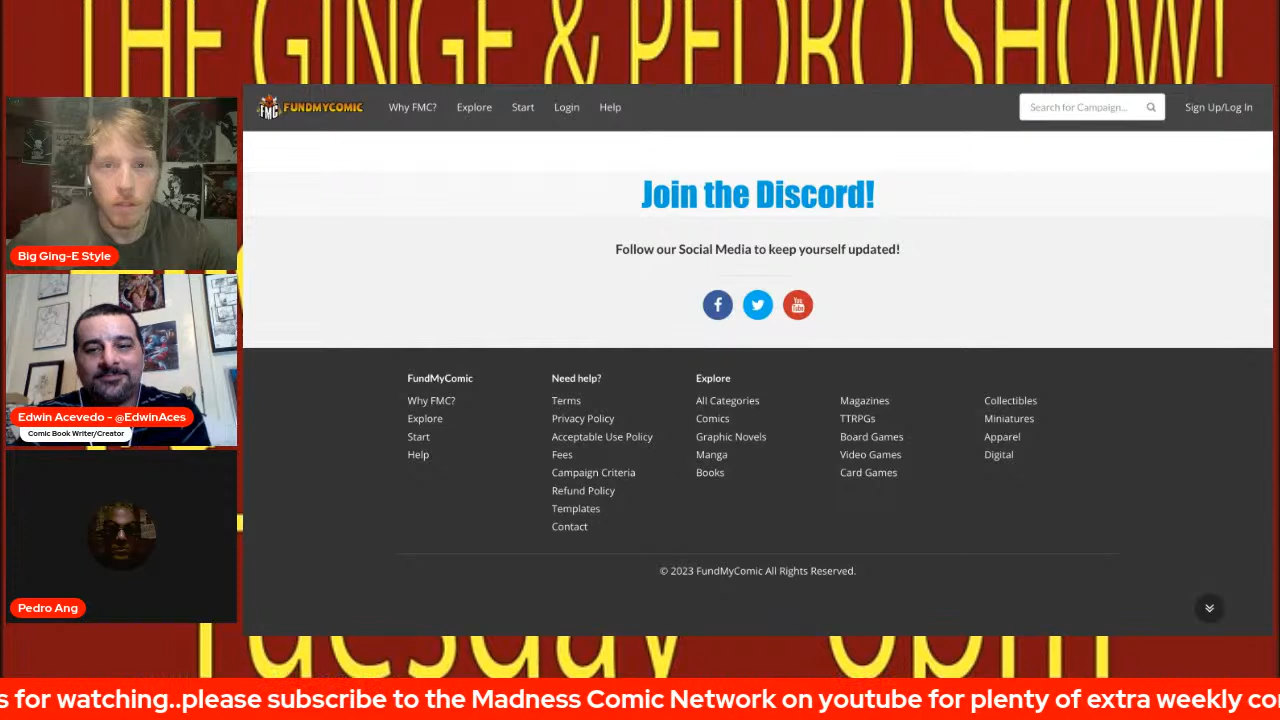 THE GINGE & PEDRO SHOW!
FMC FUNDMYCOMIC Why FMC? Explore Start Login Help Search for Campaign... Sign Up/Log In
Join the Discord!
Follow our Social Media to keep yourself updated!
You Tube
Big Ging-E Style
Edwin Acevedo - @EdwinAces
Comic Book Writer/Creator
Pedro Ang
FundMyComic
Why FMC?
Explore
Start
Help
Need help?
Terms
Privacy Policy
Acceptable Use Policy
Fees
Campaign Criteria
Refund Policy
Templates
Contact
Explore
All Categories
Comics
Graphic Novels
Manga
Books
Magazines
TTRPGs
Board Games
Video Games
Card Games
Collectibles
Miniatures
Apparel
Digital
© 2023 FundMyComic All Rights Reserved.
Tuesday
s for watching..please subscribe to the Madness Comic Network on youtube for plenty of extra weekly co